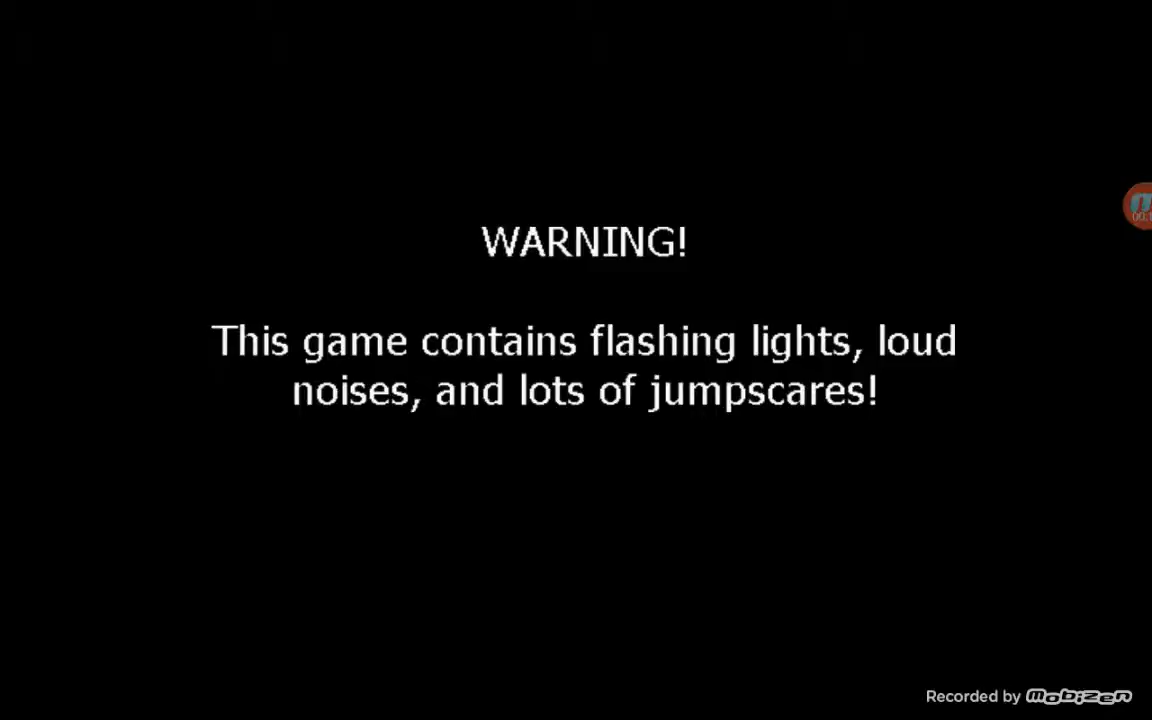 WARNING!
This game contains flashing lights, loud
noises, and lots of jumpscares!
Recorded by Mobizen